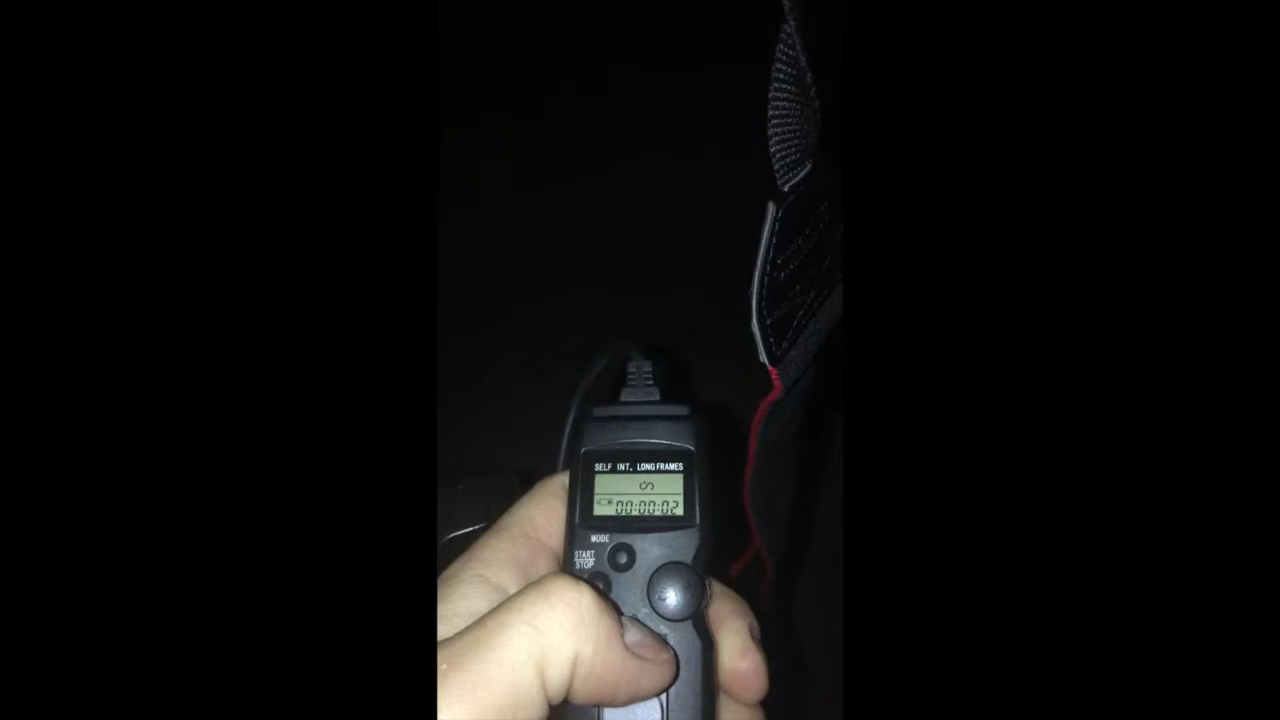 SELF INT, LONG FRAMES
00:00:02
MODE
START
STOP